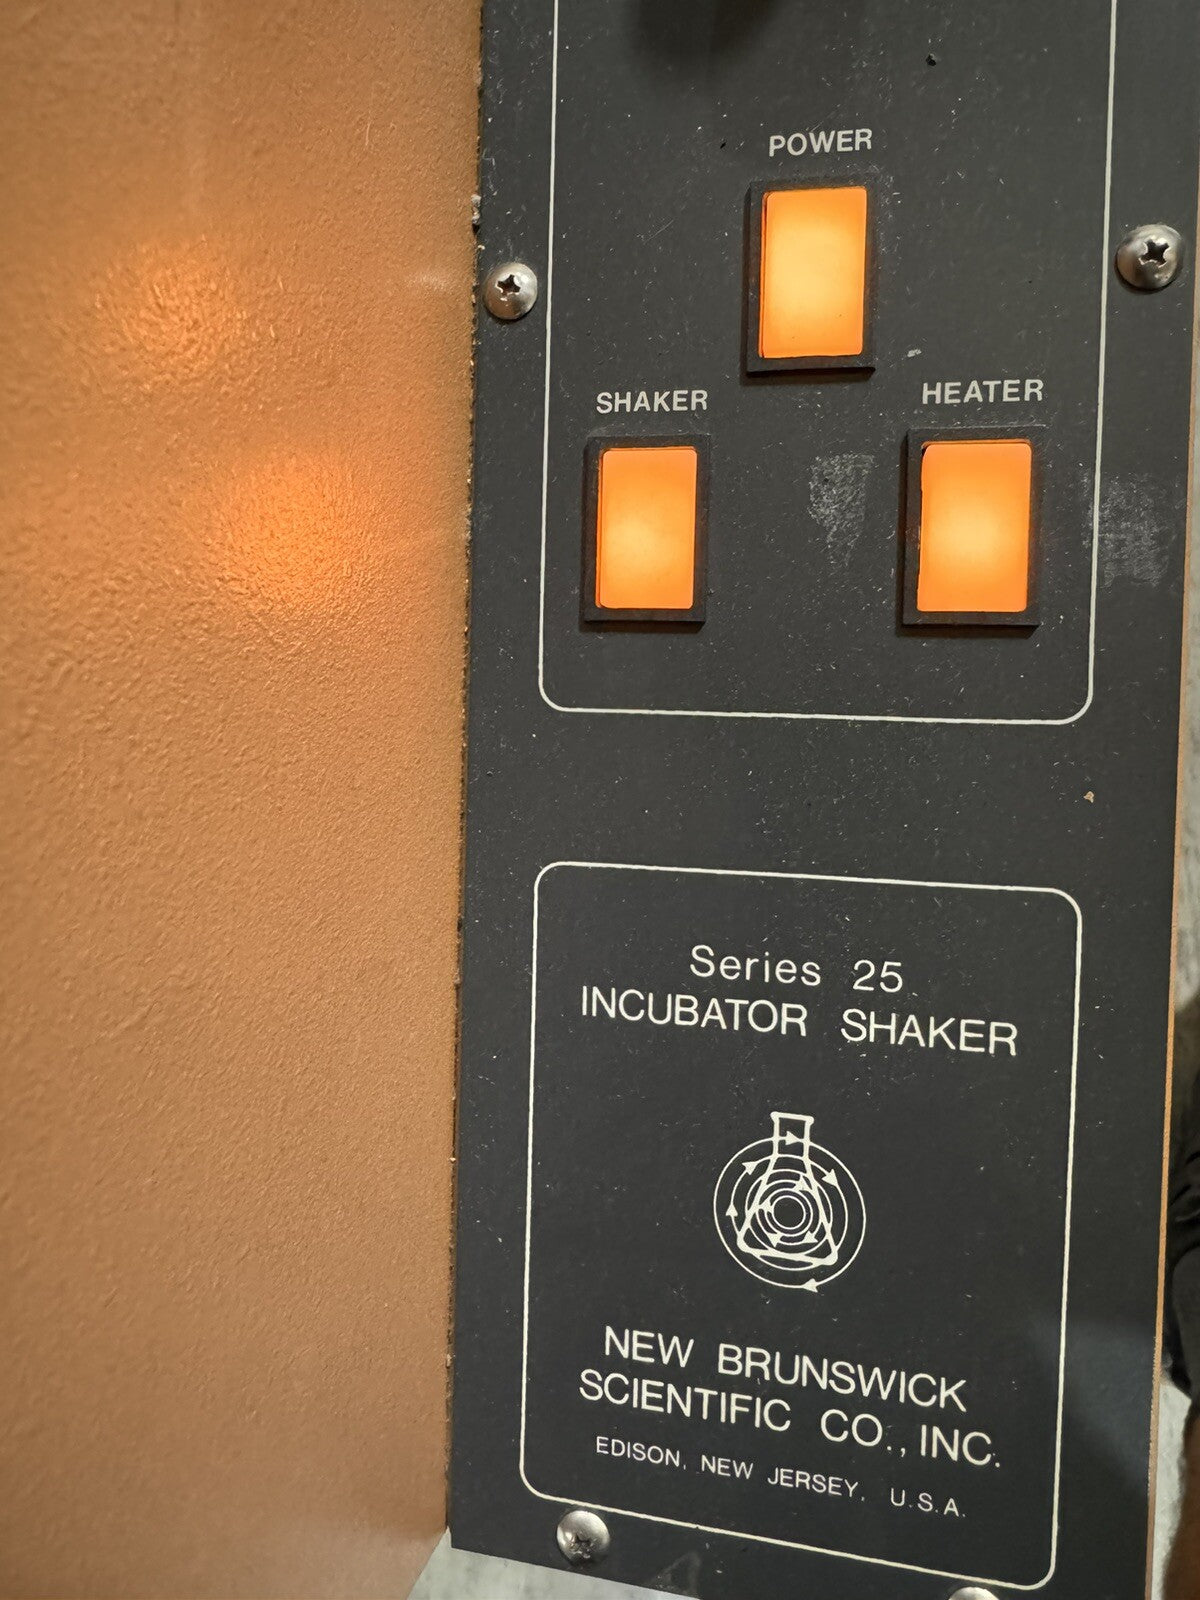 POWER
SHAKER
HEATER
Series 25
INCUBATOR SHAKER
NEW BRUNSWICK
SCIENTIFIC CO., INC.
EDISON, NEW JERSEY, U.S.A.